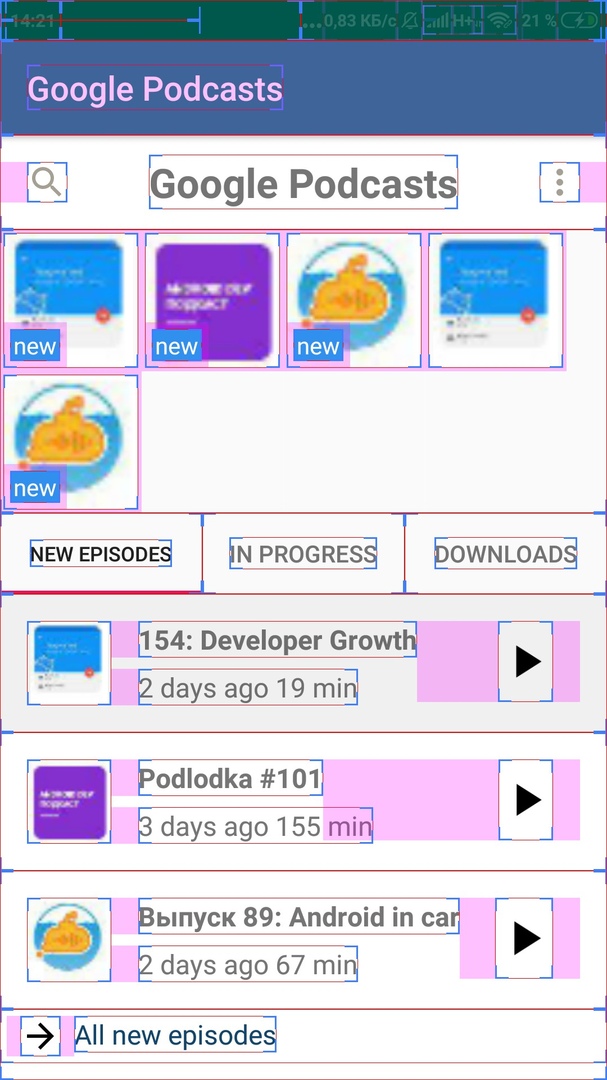 14:21 ...0,83 КБ/с H+ 21 %
Google Podcasts
Google Podcasts
new new new
new
NEW EPISODES IN PROGRESS DOWNLOADS
154: Developer Growth
2 days ago 19 min
Podlodka #101
3 days ago 155 min
Выпуск 89: Android in car
2 days ago 67 min
All new episodes